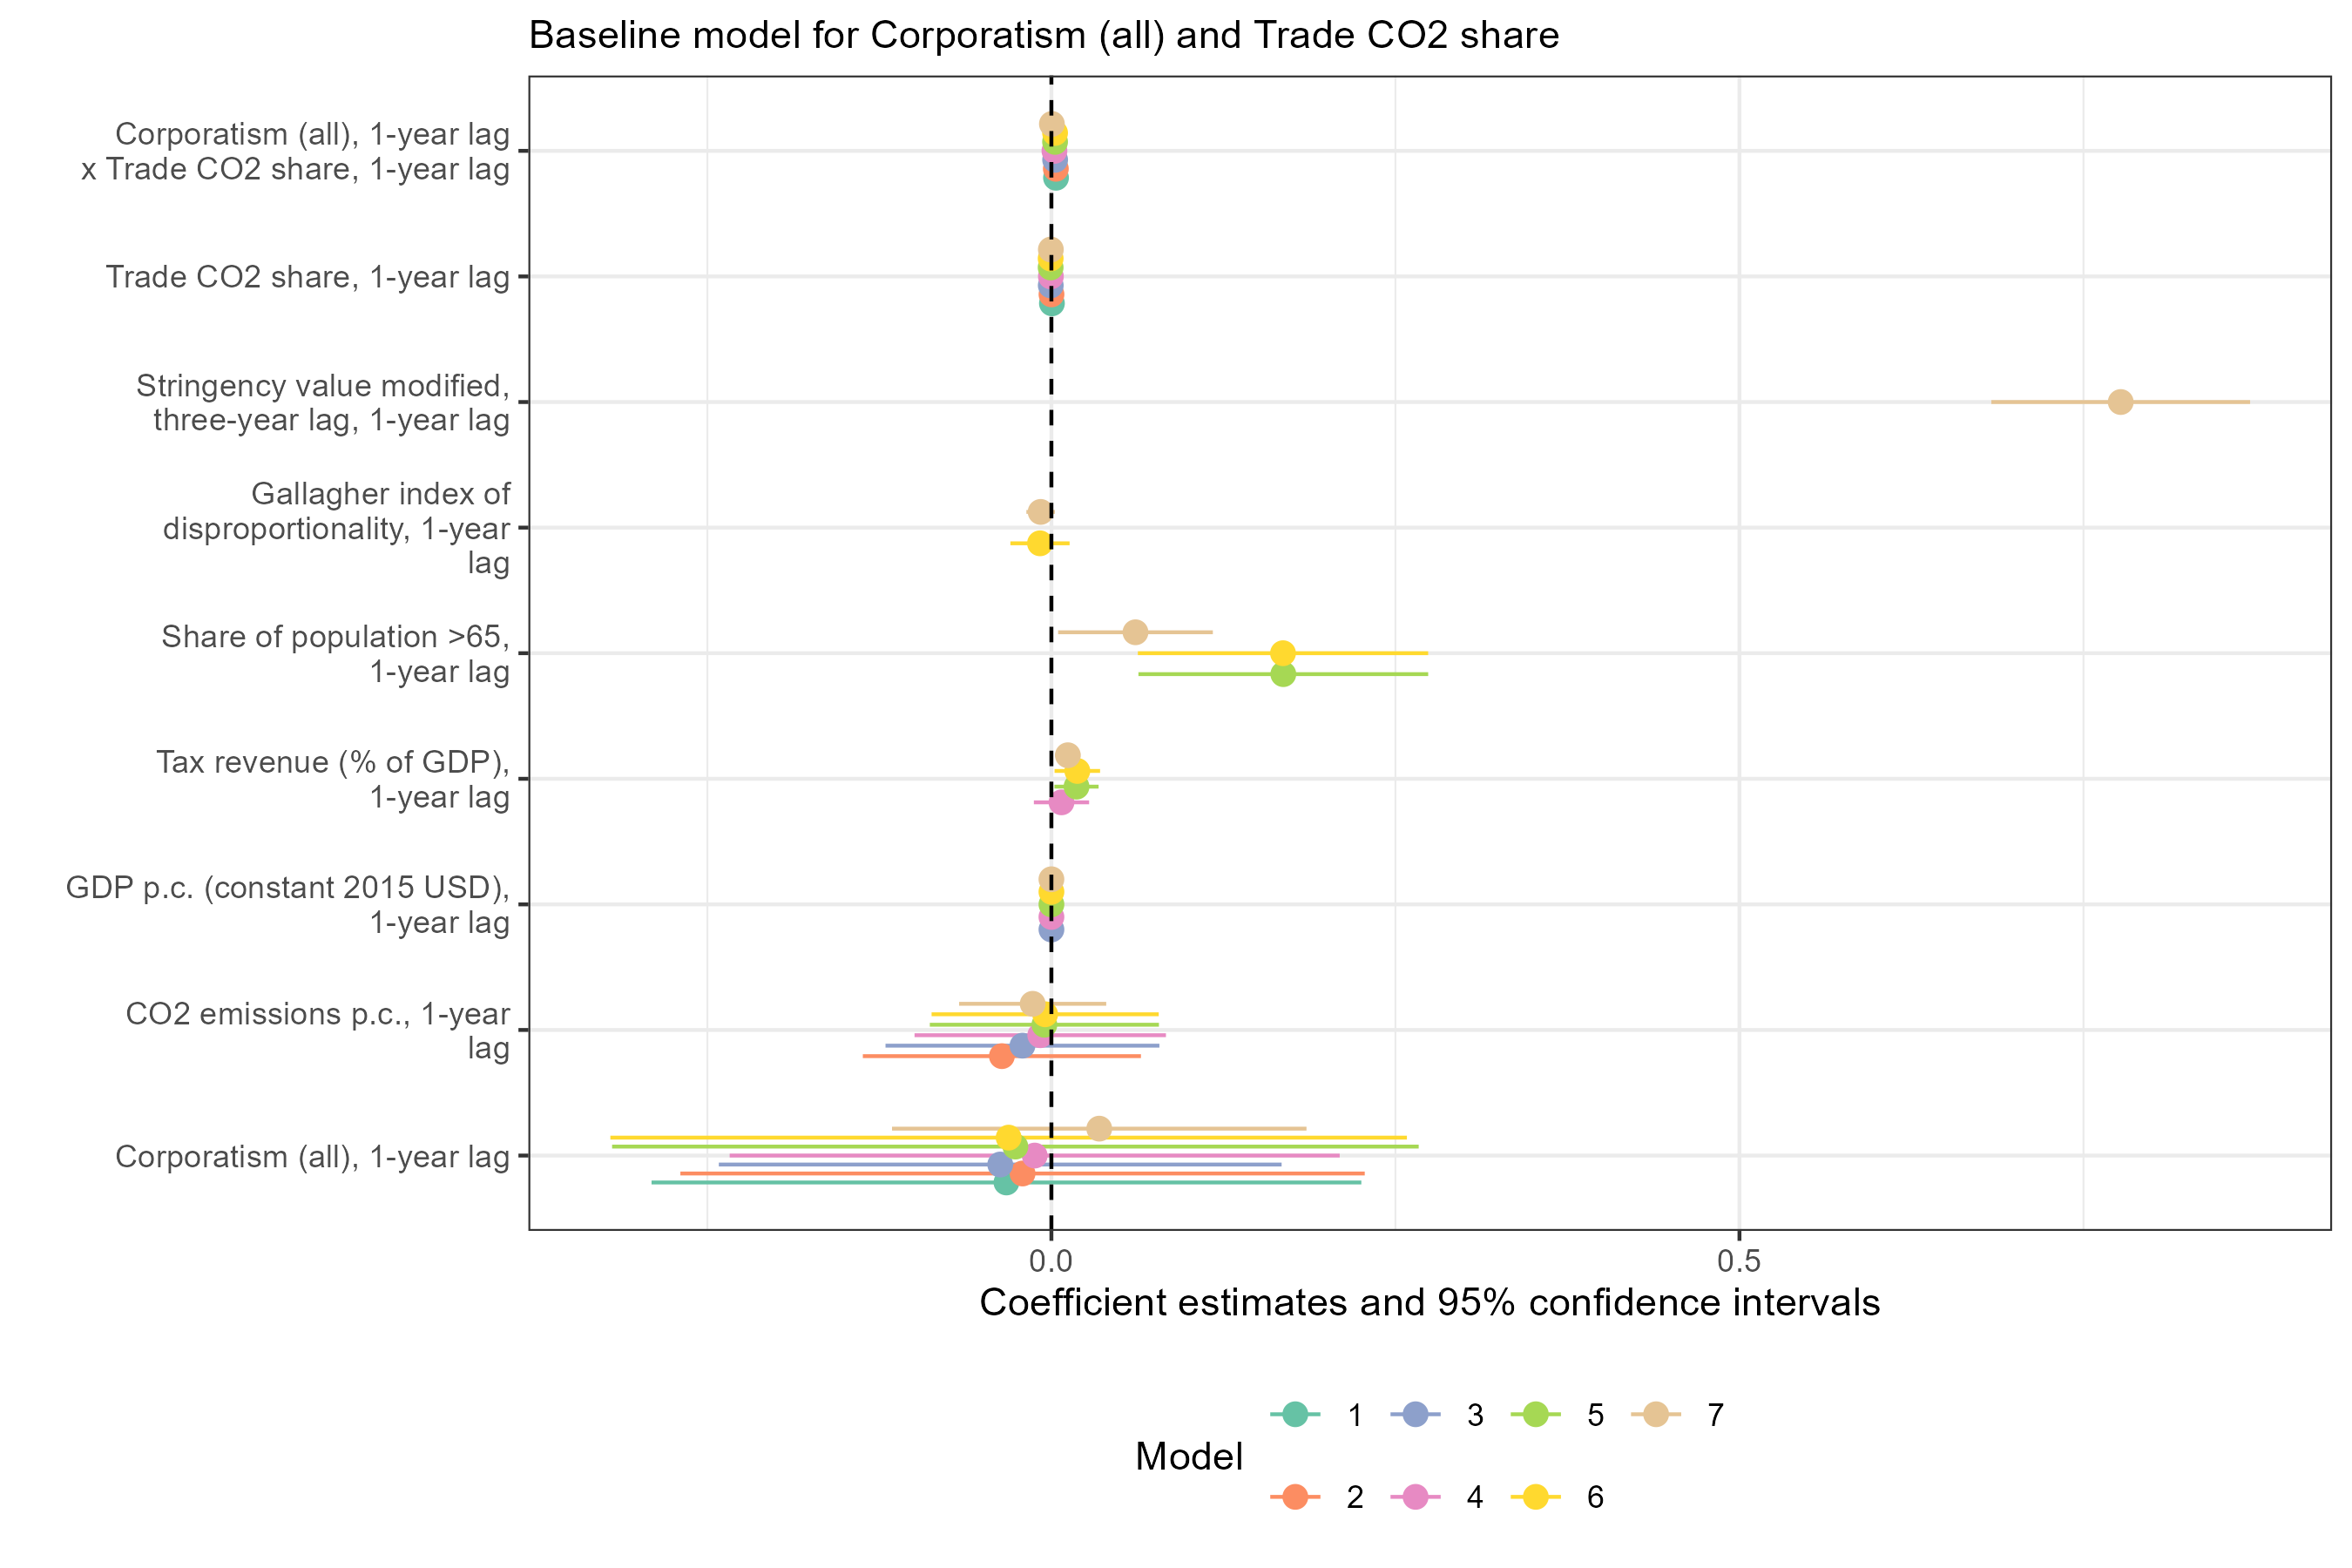 Baseline model for Corporatism (all) and Trade CO2 share
Corporatism (all), 1-year lag
x Trade CO2 share, 1-year lag
Trade CO2 share, 1-year lag
Stringency value modified,
three-year lag, 1-year lag
Gallagher index of
disproportionality, 1-year
lag
Share of population >65,
1-year lag
Tax revenue (% of GDP),
1-year lag
GDP p.c. (constant 2015 USD),
1-year lag
CO2 emissions p.c., 1-year
lag
Corporatism (all), 1-year lag
0.0 0.5
Coefficient estimates and 95% confidence intervals
Model
1 3 5 7
2 4 6